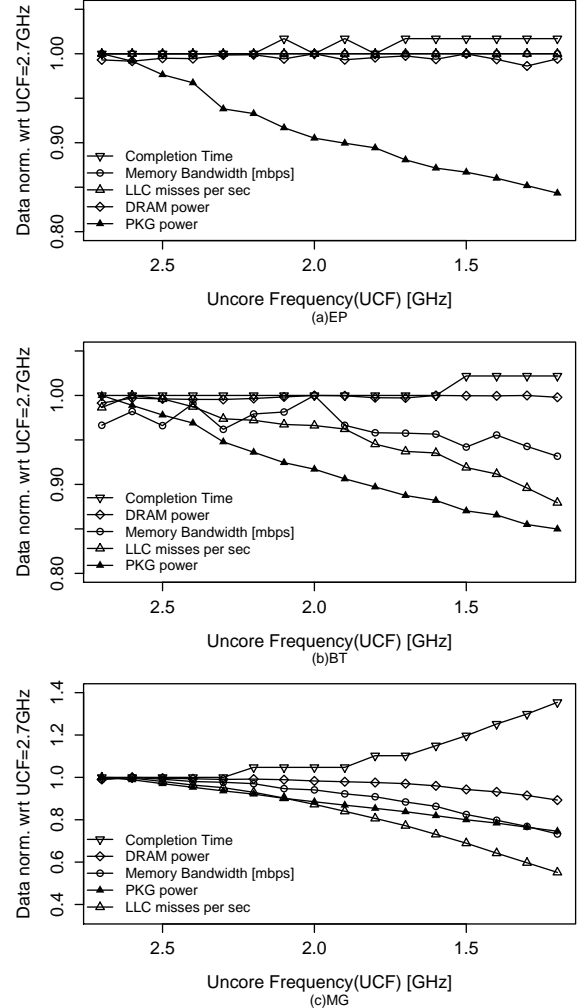 Data norm. wrt UCF=2.7GHz
1.00
0.90
0.80
Completion Time
Memory Bandwidth [mbps]
LLC misses per sec
DRAM power
PKG power
2.5 2.0 1.5
Uncore Frequency(UCF) [GHz]
(a)EP
Data norm. wrt UCF=2.7GHz
1.00
0.90
0.80
Completion Time
DRAM power
Memory Bandwidth [mbps]
LLC misses per sec
PKG power
2.5 2.0 1.5
Uncore Frequency(UCF) [GHz]
(b)BT
Data norm. wrt UCF=2.7GHz
1.4
1.2
1.0
0.8
0.6
0.4
Completion Time
DRAM power
Memory Bandwidth [mbps]
PKG power
LLC misses per sec
2.5 2.0 1.5
Uncore Frequency(UCF) [GHz]
(c)MG